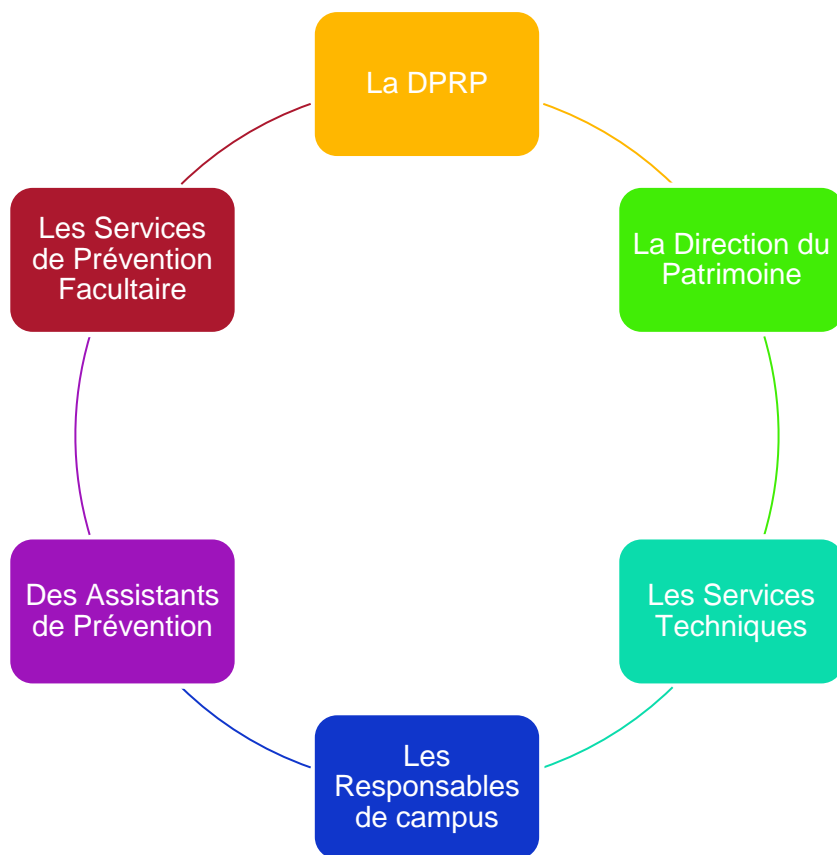 La DPRP
La Direction du
Patrimoine
Les Services
Techniques
Les
Responsables
de campus
Des Assistants
de Prévention
Les Services
de Prévention
Facultaire